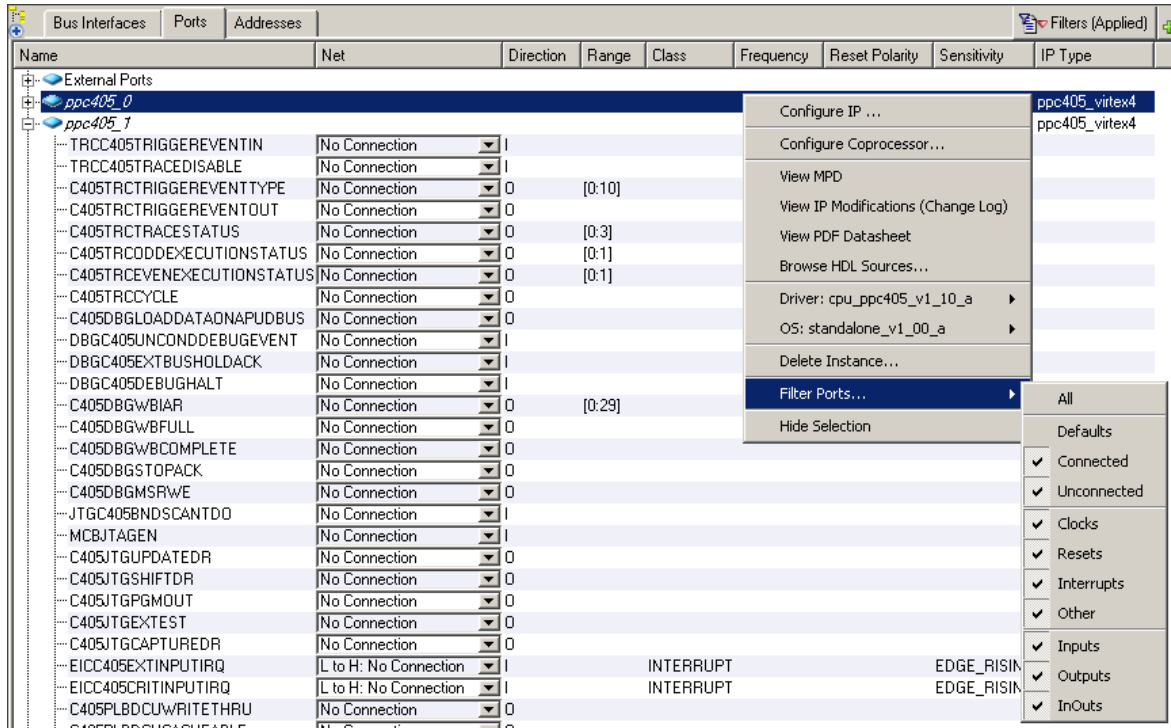 Bus Interfaces Ports Addresses Filters (Applied)
Name Net Direction Range Class Frequency Reset Polarity Sensitivity IP Type
External Ports
ppc405_0 ppc405_virtex4
ppc405_1 ppc405_virtex4
TRCC405TRIGGEREVENTIN No Connection I
TRCC405TRACEDISABLE No Connection I
C405TRCTRIGGEREVENTTYPE No Connection O [0:10]
C405TRCTRIGGEREVENTOUT No Connection O
C405TRCTRACESTATUS No Connection O [0:3]
C405TRCODDEXECUTIONSTATUS No Connection O [0:1]
C405TRCEVENEXECUTIONSTATUS No Connection O [0:1]
C405TRCCYCLE No Connection O
C405DBGLOADDATAONAPUDBUS No Connection O
DBGC405UNCONDDEBUGEVENT No Connection I
DBGC405EXTBUSHOLDACK No Connection I
DBGC405DEBUGHALT No Connection I
C405DBGWBIAR No Connection O [0:29]
C405DBGWBFULL No Connection O
C405DBGWBCOMPLETE No Connection O
C405DBGSTOPACK No Connection O
C405DBGMSRWE No Connection O
JTGC405BNDSCANTDO No Connection I
MCBJTAGEN No Connection I
C405JTGUPDATEDR No Connection O
C405JTGSHIFTDR No Connection O
C405JTGPGMOUT No Connection O
C405JTGEXTEST No Connection O
C405JTGCAPTUREDR No Connection O
EICC405EXTINPUTIRQ L to H: No Connection I INTERRUPT EDGE_RISIN
EICC405CRITINPUTIRQ L to H: No Connection I INTERRUPT EDGE_RISIN
C405PLBDCUWRITETHRU No Connection O
Configure IP ...
Configure Coprocessor...
View MPD
View IP Modifications (Change Log)
View PDF Datasheet
Browse HDL Sources...
Driver: cpu_ppc405_v1_10_a
OS: standalone_v1_00_a
Delete Instance...
Filter Ports...
Hide Selection
All
Defaults
Connected
Unconnected
Clocks
Resets
Interrupts
Other
Inputs
Outputs
InOuts